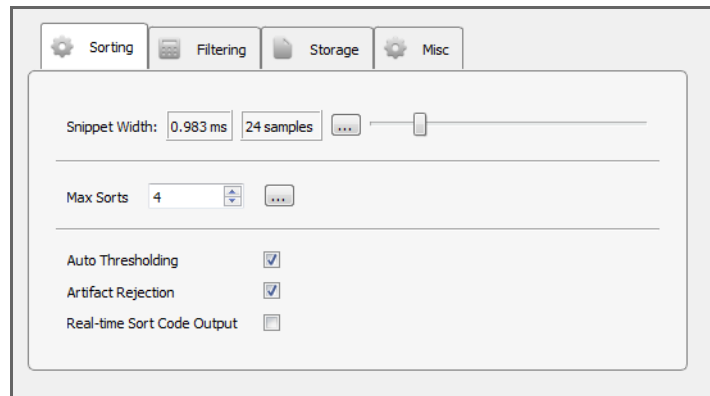 Sorting Filtering Storage Misc
Snippet Width: 0.983 ms 24 samples ...
Max Sorts 4 ...
Auto Thresholding
Artifact Rejection
Real-time Sort Code Output